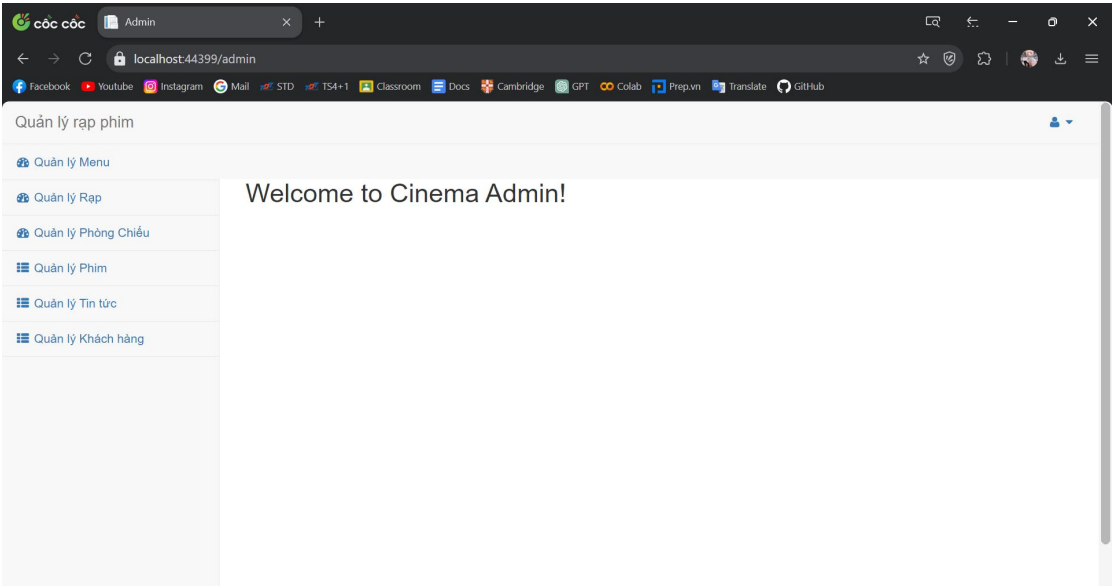 cốc cốc Admin
localhost:44399/admin
Facebook Youtube Instagram Mail STD TS4+1 Classroom Docs Cambridge GPT Colab Prep.vn Translate GitHub
Quản lý rạp phim
Quản lý Menu
Quản lý Rạp
Welcome to Cinema Admin!
Quản lý Phòng Chiếu
Quản lý Phim
Quản lý Tin tức
Quản lý Khách hàng